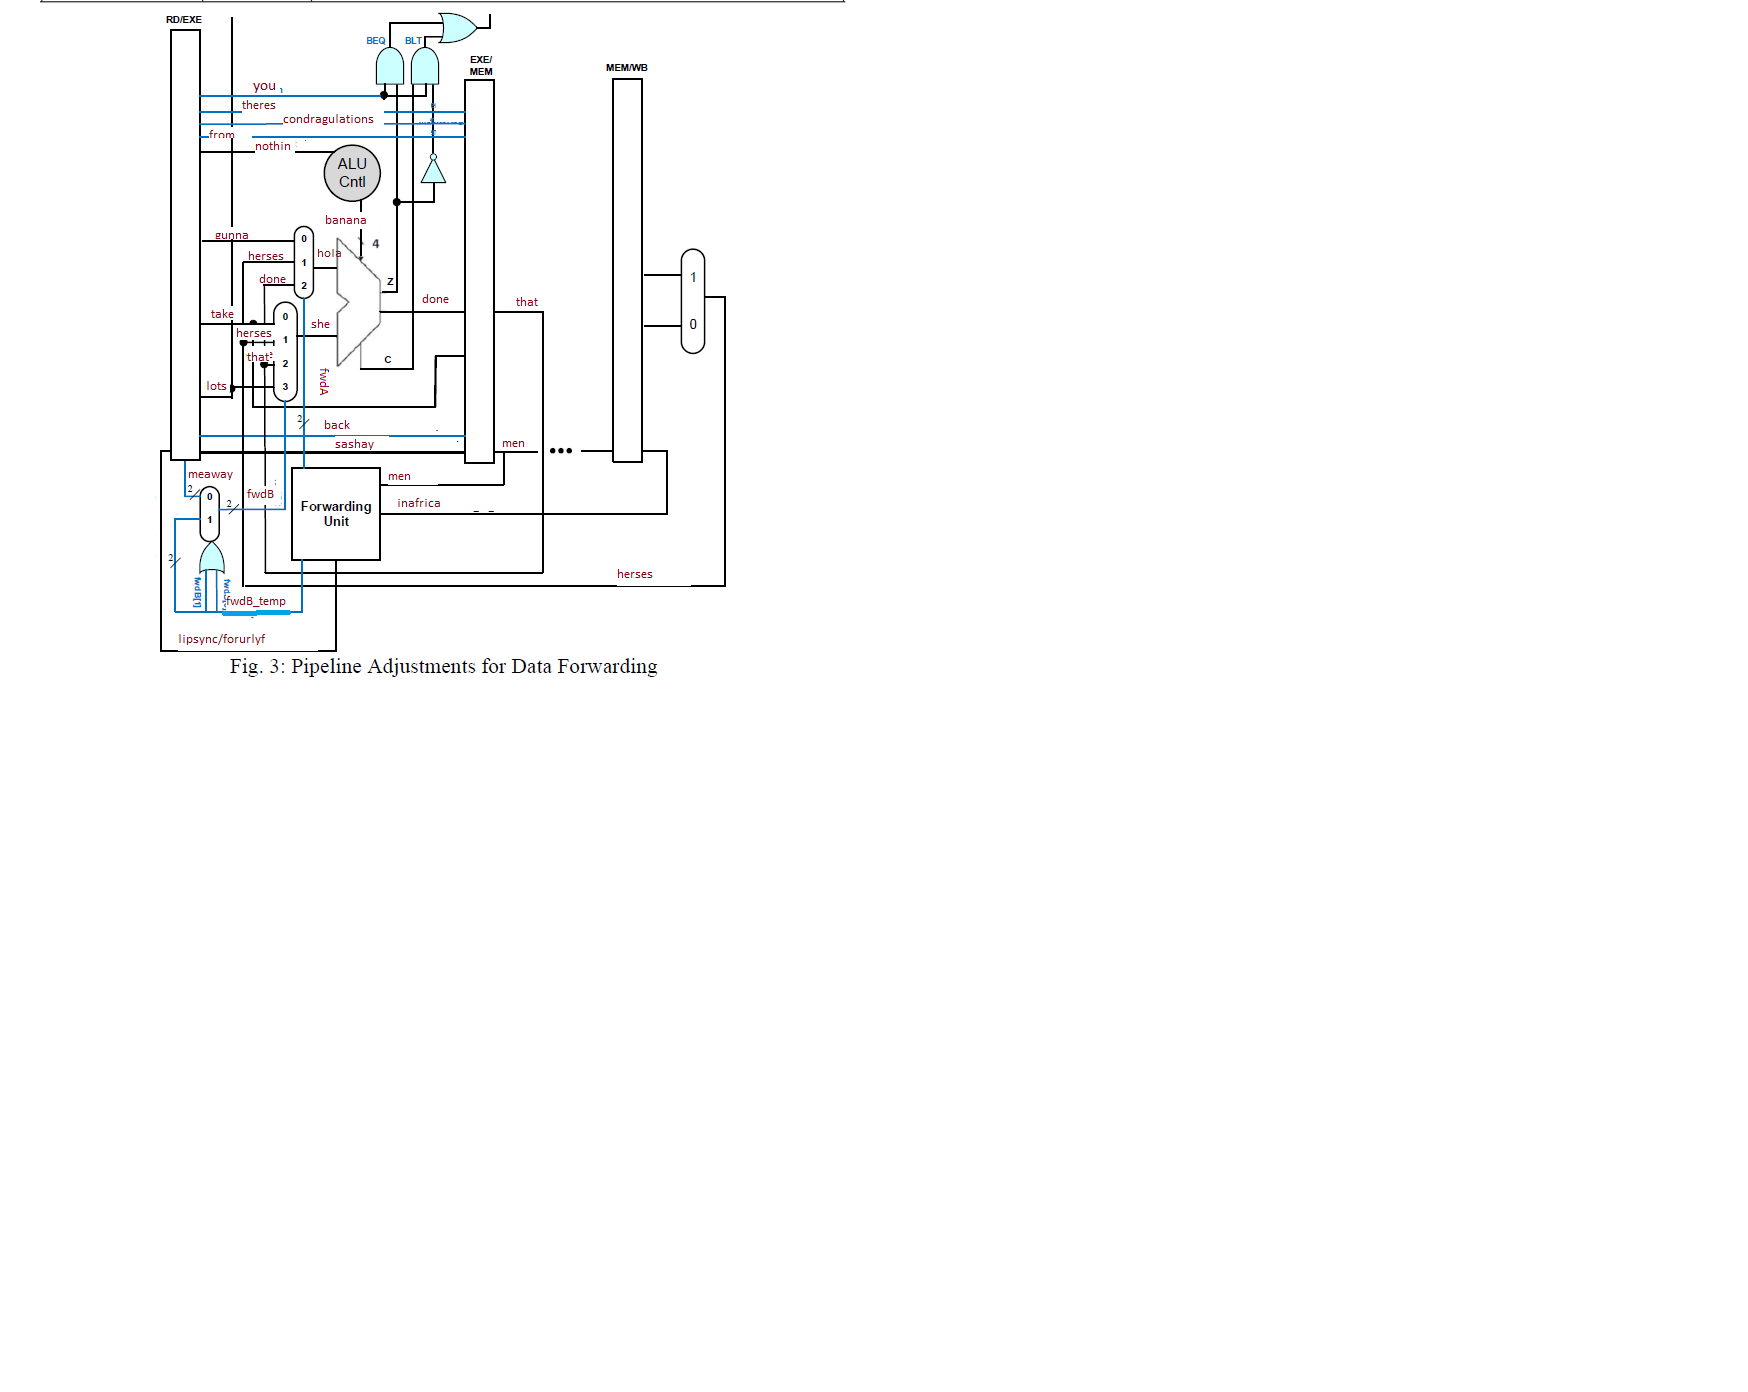 RD/EXE
BEQ
BLT
EXE/
MEM
MEM/WB
you
theres
condragulations
from
nothin
ALU
Cntl
banana
4
gunna
0
hola
herses
1
done
2
Z
done
that
1
take
0
she
0
herses
1
that
2
C
lots
3
fwdA
2
back
sashay
men
meaway
men
2
0
fwdB
2
inafrica
Forwarding
Unit
1
2
herses
fwdB[1]
fwdB_temp
lipsync/forurlyf
Fig. 3: Pipeline Adjustments for Data Forwarding